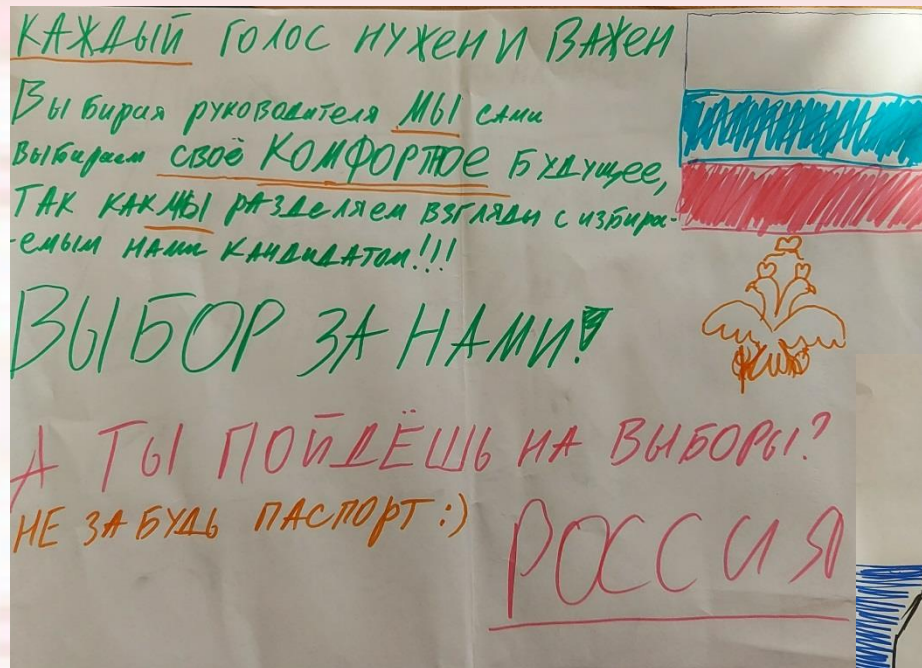 КАЖДЫЙ ГОЛОС НУЖЕН И ВАЖЕН
Выбирая руководителя МЫ сами
выбираем своё КОМФОРТОЕ БУДУЩЕЕ,
ТАК КАК МЫ РАЗДЕЛЯЕМ ВЗГЛЯДЫ С ИЗБИРА-
-ЕМЫМ НАМИ КАНДИДАТОМ!!!
ВЫБОР ЗА НАМИ!
А ТЫ ПОЙДЁШЬ НА ВЫБОРЫ?
НЕ ЗАБУДЬ ПАСПОРТ :)
РОССИЯ